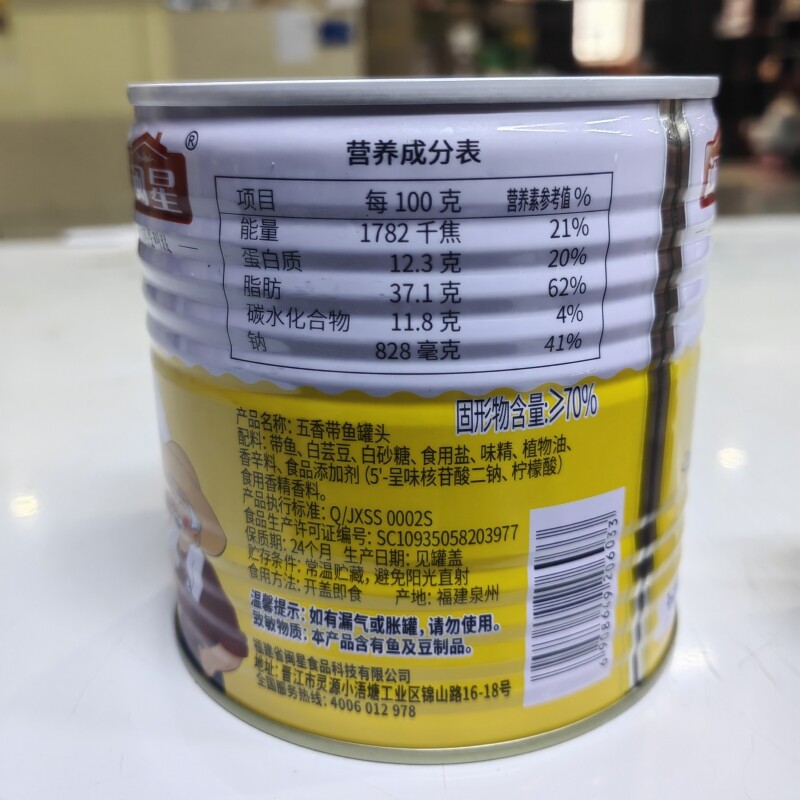 星®
营养成分表
项目 每 100 克 营养素参考值 %
能量 1782 千焦 21%
蛋白质 12.3 克 20%
脂肪 37.1 克 62%
碳水化合物 11.8 克 4%
钠 828 毫克 41%
固形物含量:≥70%
产品名称: 五香带鱼罐头
配料: 带鱼、白芸豆、白砂糖、食用盐、味精、植物油、
香辛料、食品添加剂 (5'-呈味核苷酸二钠、柠檬酸)
食用香精香料。
产品执行标准: Q/JXSS 0002S
食品生产许可证编号: SC10935058203977
保质期: 24个月 生产日期: 见罐盖
贮存条件: 常温贮藏, 避免阳光直射
食用方法: 开盖即食 产地: 福建泉州
温馨提示: 如有漏气或胀罐, 请勿使用。
致敏物质: 本产品含有鱼及豆制品。
福建省闽星食品科技有限公司
地址: 晋江市灵源小浯塘工业区锦山路16-18号
全国服务热线: 4006 012 978
6 908649 206033